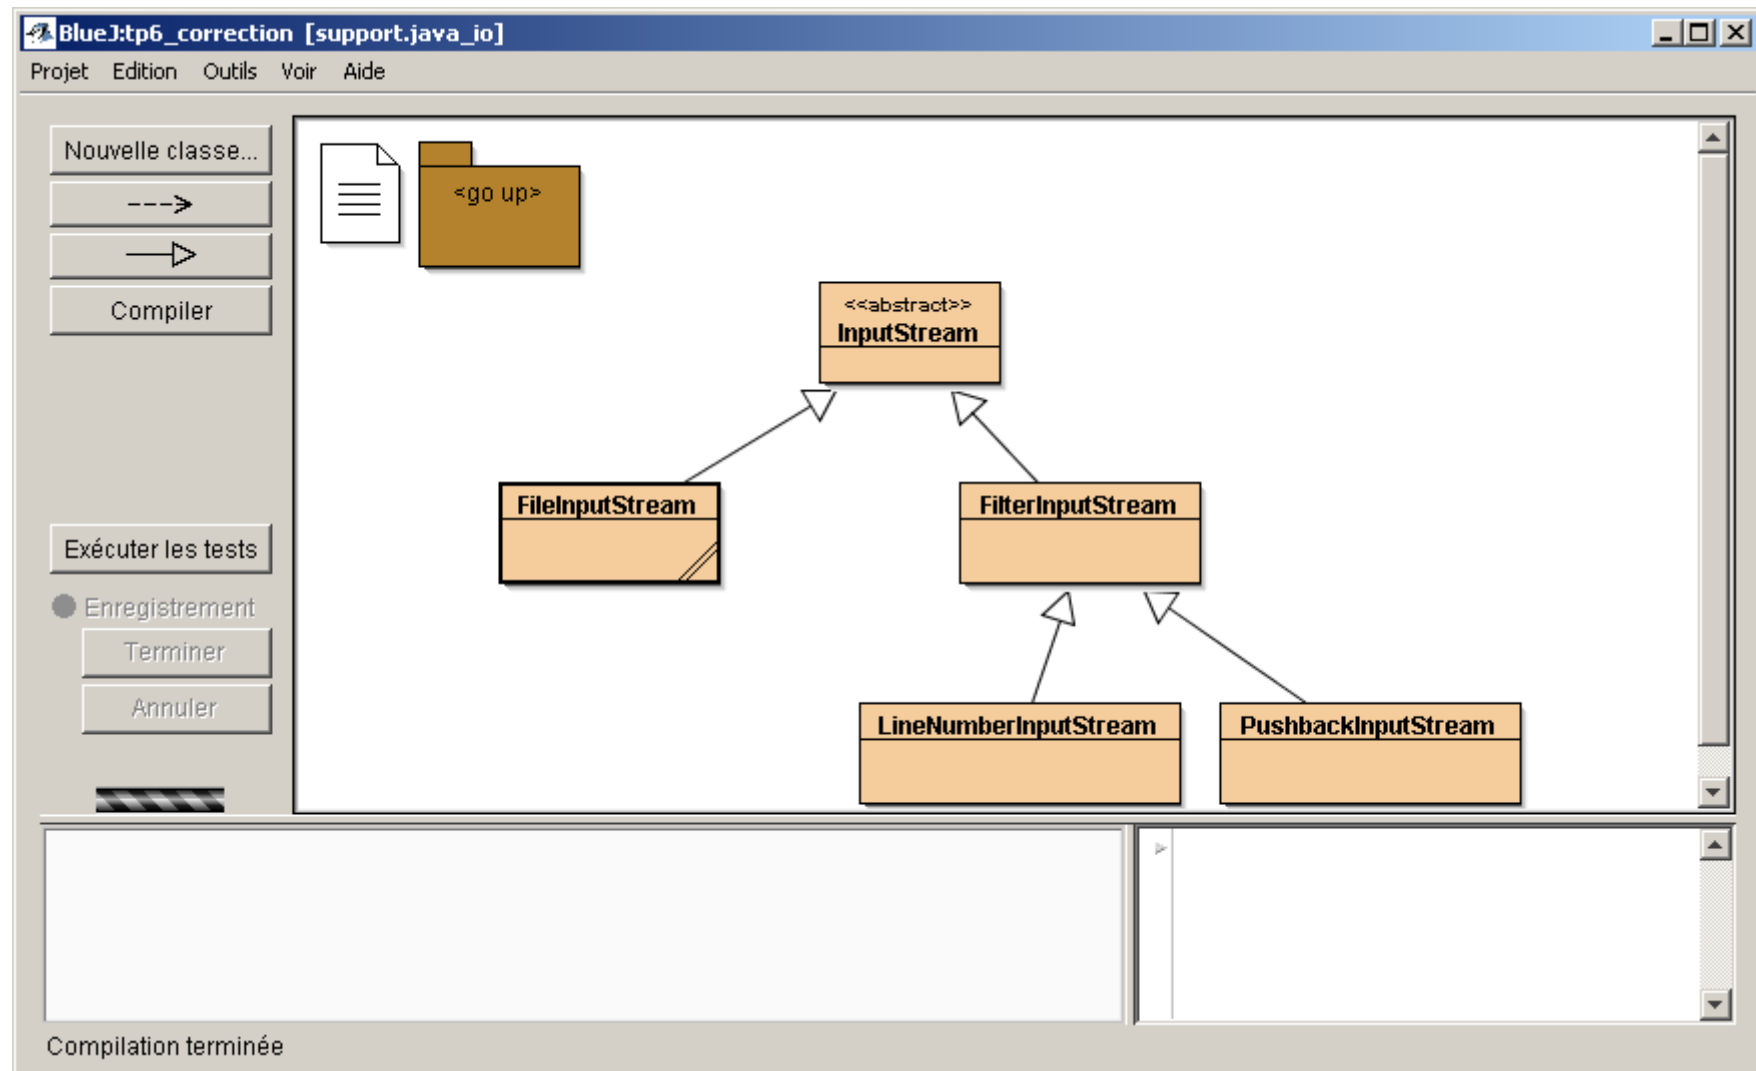 BlueJ:tp6_correction [support.java_io]
Projet Edition Outils Voir Aide
Nouvelle classe...
--->
Compiler
Exécuter les tests
Enregistrement
Terminer
Annuler
<go up>
<<abstract>>
InputStream
FileInputStream
FilterInputStream
LineNumberInputStream
PushbackInputStream
Compilation terminée